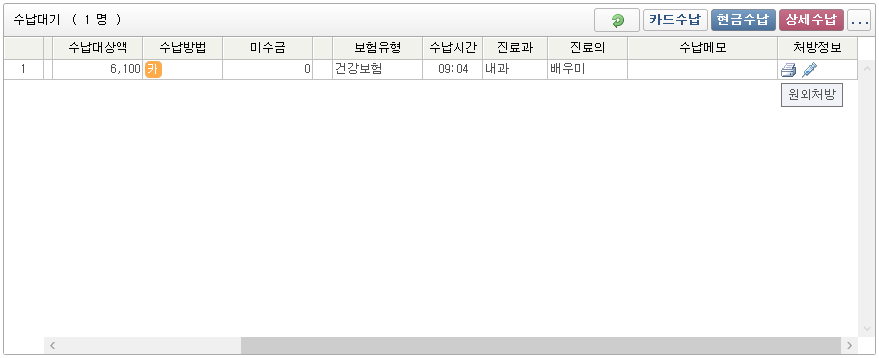 수납대기 ( 1 명 ) 카드수납 현금수납 상세수납 ...
수납대상액 수납방법 미수금 보험유형 수납시간 진료과 진료의 수납메모 처방정보
1 6,100 카 0 건강보험 09:04 내과 배우미
원외처방